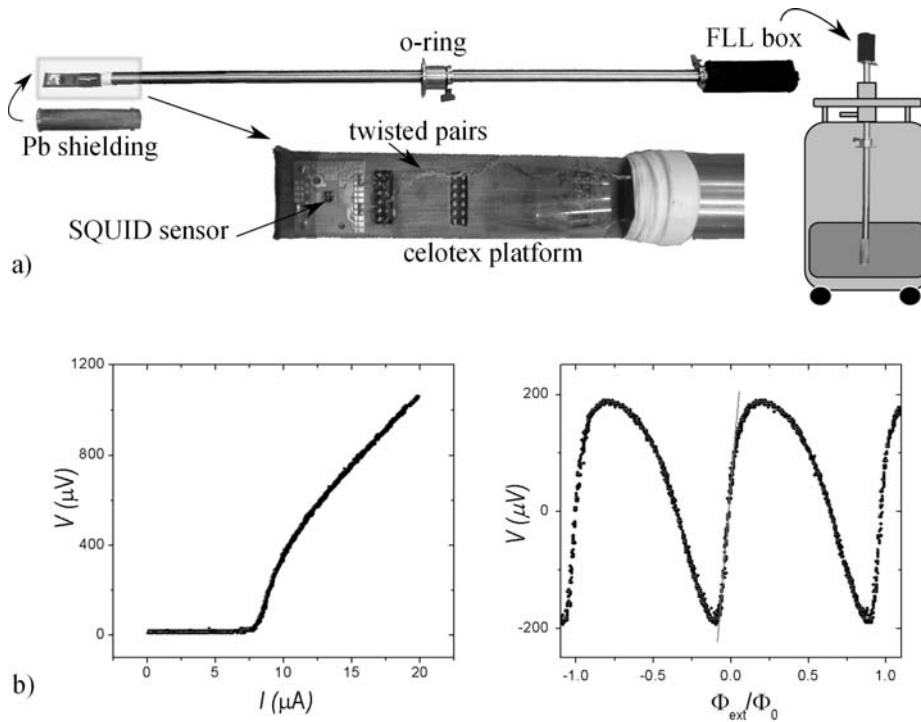 FLL box
o-ring
Pb shielding
twisted pairs
SQUID sensor
celotex platform
a)
1200
800
400
0
V (μV)
0
5
10
15
20
I (μA)
200
0
-200
V (μV)
-1.0
-0.5
0.0
0.5
1.0
Φext/Φ0
b)